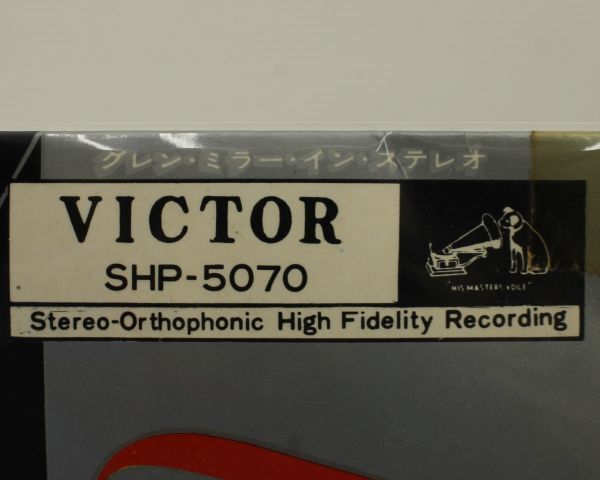 グレン・ミラー・イン・ステレオ
VICTOR
SHP-5070
"HIS MASTERS VOICE"
Stereo-Orthophonic High Fidelity Recording